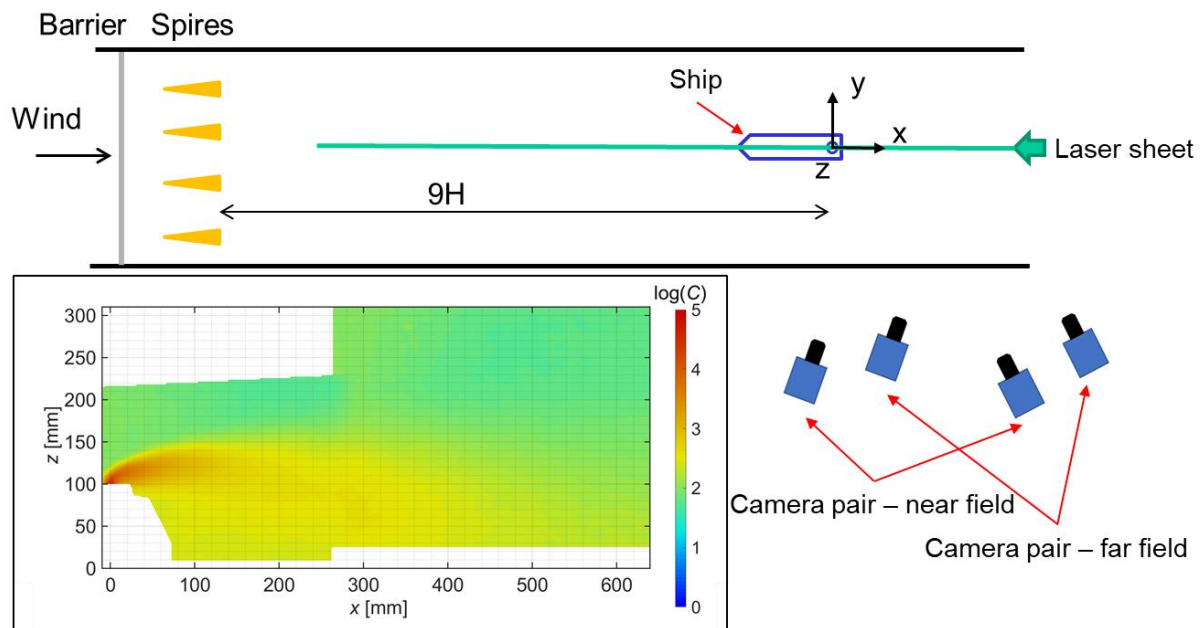 Barrier Spires
Wind
Ship
y
x
z
Laser sheet
9H
log(C)
300
250
200
150
100
50
0
z [mm]
0 100 200 300 400 500 600
x [mm]
5
4
3
2
1
0
Camera pair – near field
Camera pair – far field